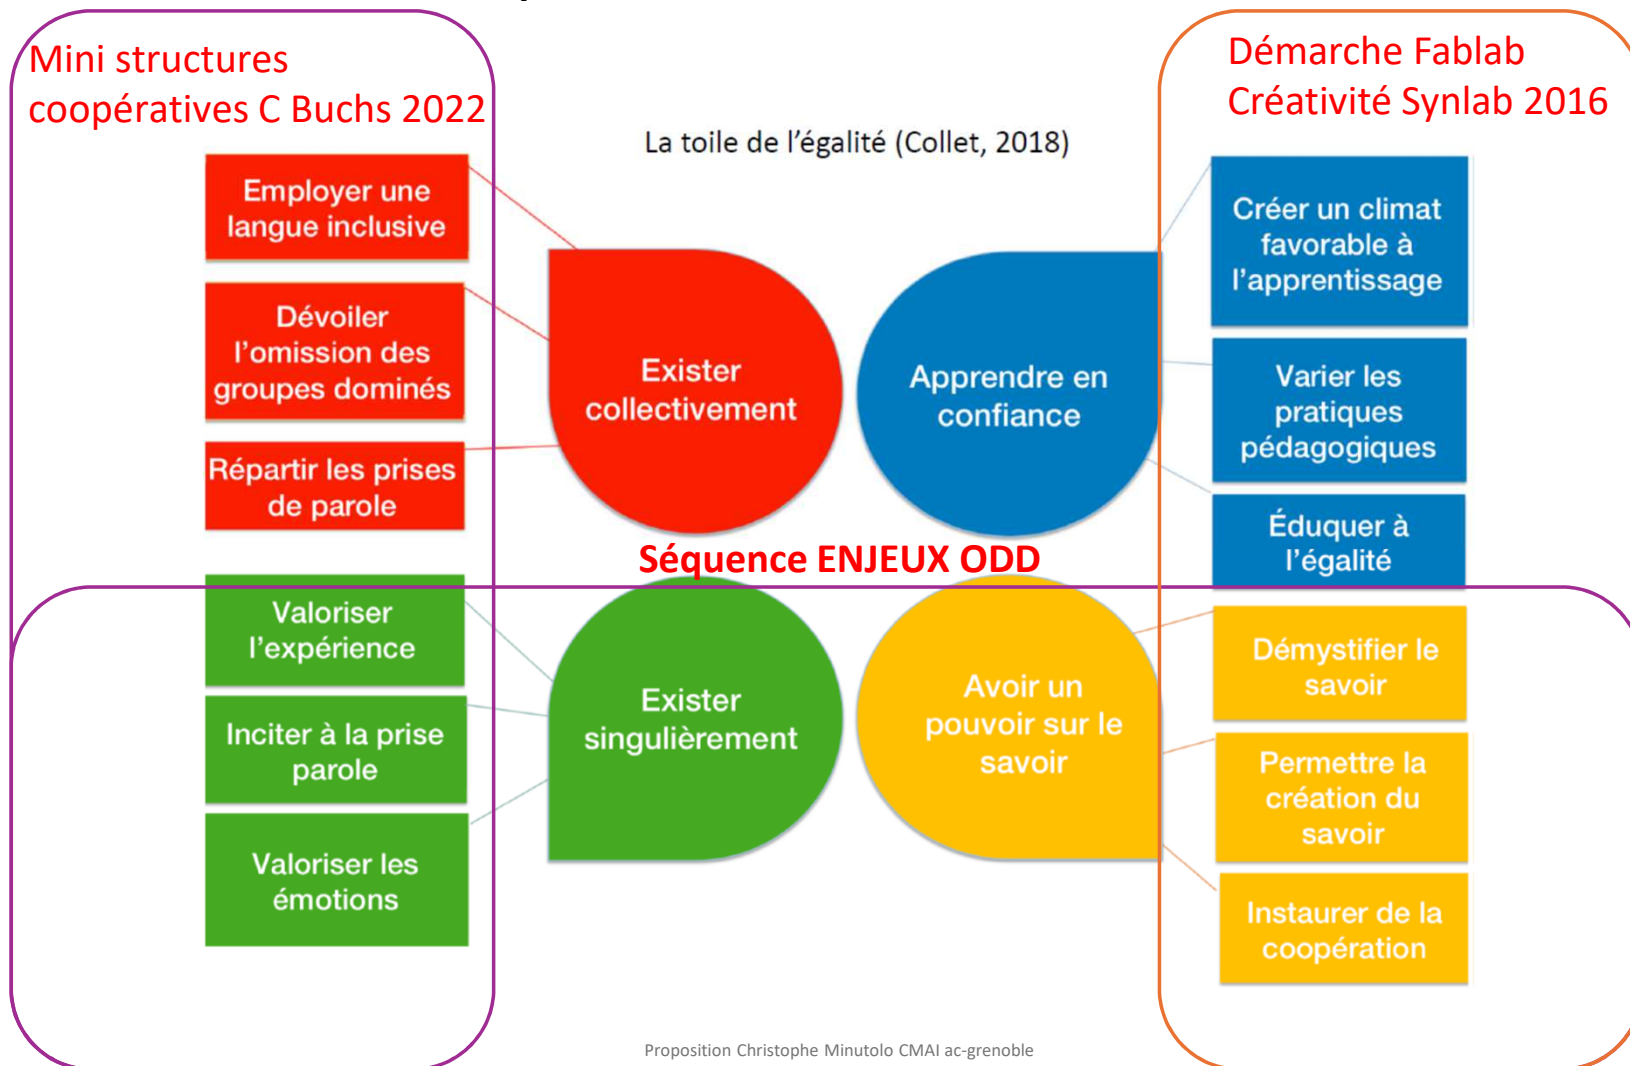 Mini structures
coopératives C Buchs 2022
Démarche Fablab
Créativité Synlab 2016
La toile de l’égalité (Collet, 2018)
Employer une
langue inclusive
Dévoiler
l’omission des
groupes dominés
Répartir les prises
de parole
Exister
collectivement
Apprendre en
confiance
Créer un climat
favorable à
l’apprentissage
Varier les
pratiques
pédagogiques
Éduquer à
l’égalité
Séquence ENJEUX ODD
Valoriser
l’expérience
Inciter à la prise
parole
Valoriser les
émotions
Exister
singulièrement
Avoir un
pouvoir sur le
savoir
Démystifier le
savoir
Permettre la
création du
savoir
Instaurer de la
coopération
Proposition Christophe Minutolo CMAI ac-grenoble